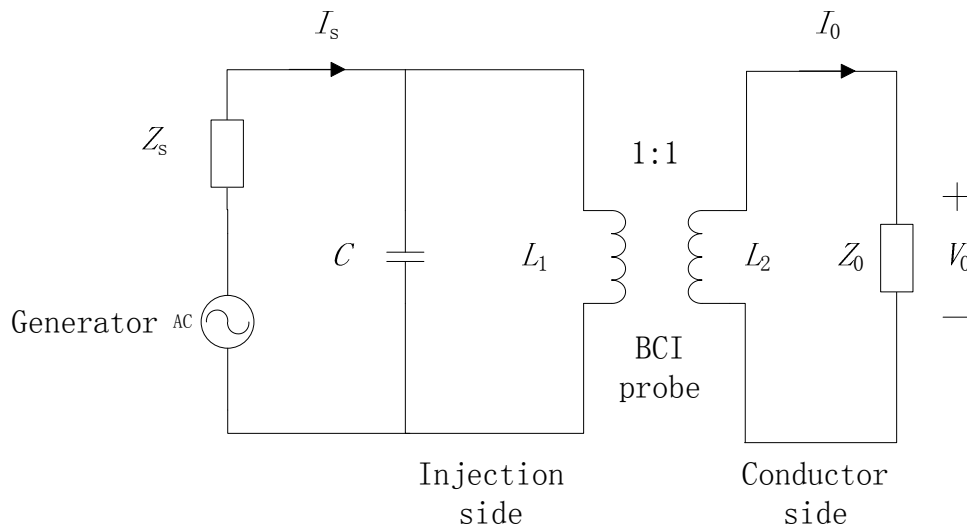 Is
I0
Zs
1:1
C
L1
L2
Z0
+
V0
−
Generator
AC
BCI
probe
Injection
side
Conductor
side